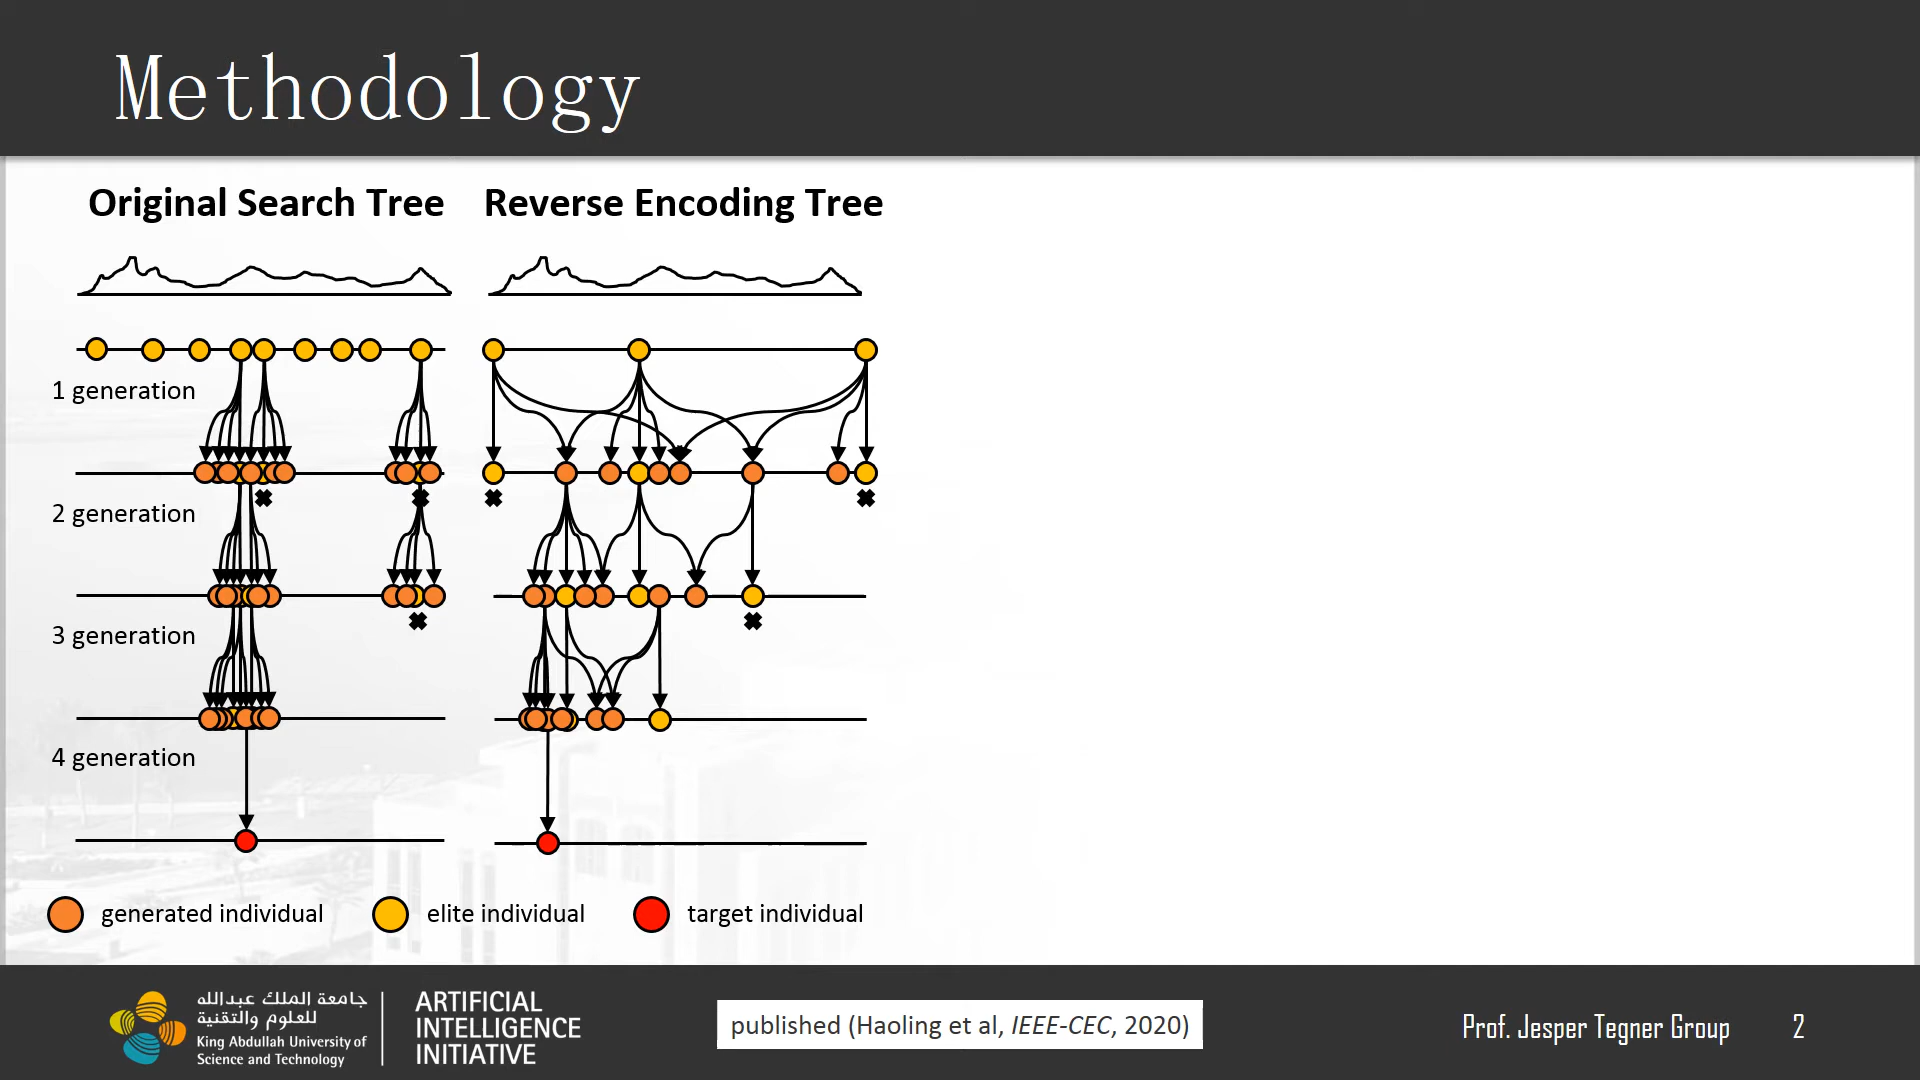 Methodology
Original Search Tree
Reverse Encoding Tree
1 generation
2 generation
3 generation
4 generation
generated individual
elite individual
target individual
جامعة الملك عبدالله
للعلوم والتقنية
King Abdullah University of
Science and Technology
ARTIFICIAL
INTELLIGENCE
INITIATIVE
published (Haoling et al, IEEE-CEC, 2020)
Prof. Jesper Tegner Group
2